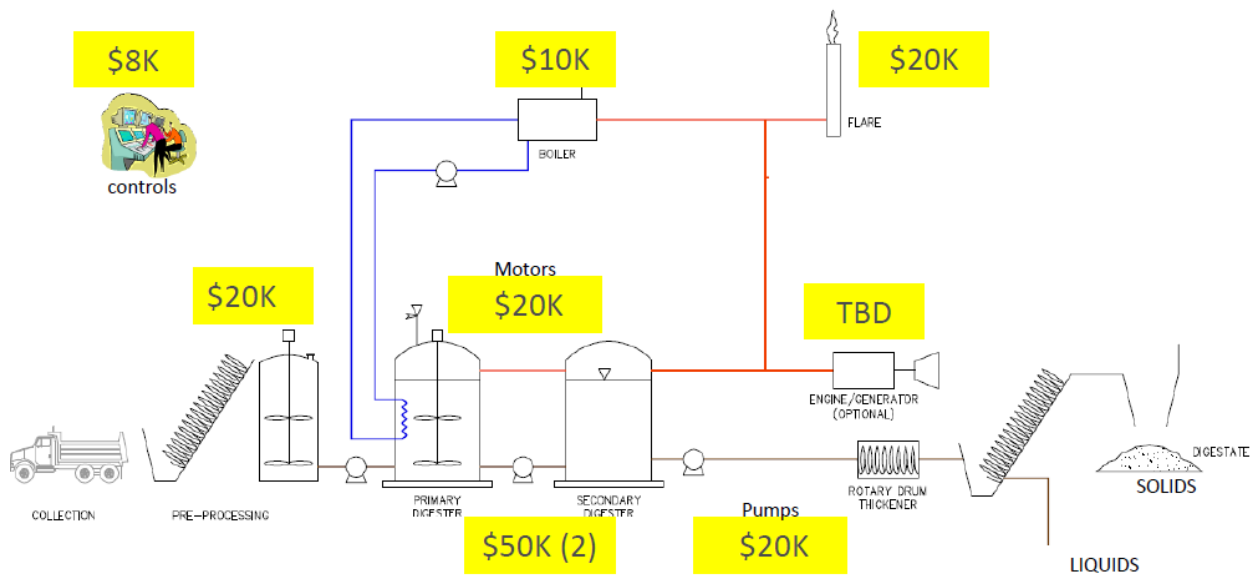 $8K
$10K
$20K
FLARE
BOILER
controls
Motors
$20K
$20K
TBD
ENGINE/GENERATOR
(OPTIONAL)
DIGESTATE
SOLIDS
ROTARY DRUM
THICKENER
COLLECTION
PRE-PROCESSING
PRIMARY
DIGESTER
SECONDARY
DIGESTER
Pumps
$50K (2)
$20K
LIQUIDS